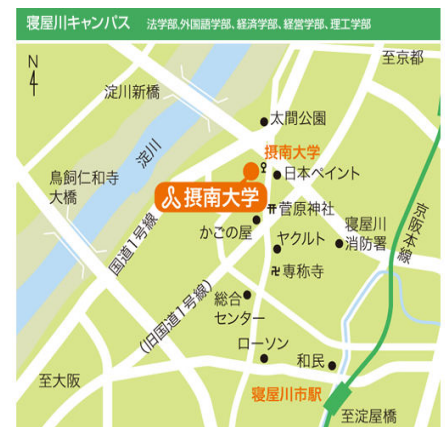 寝屋川キャンパス 法学部,外国語学部、経済学部、経営学部、理工学部
N
4
至京都
淀川新橋
太間公園
淀川
摂南大学
日本ペイント
鳥飼仁和寺
大橋
摂南大学
菅原神社
かごの屋
ヤクルト
寝屋川
消防署
京阪本線
国道1号線
卍専称寺
(旧国道1号線)
総合
センター
ローソン
和民
至大阪
寝屋川市駅
至淀屋橋